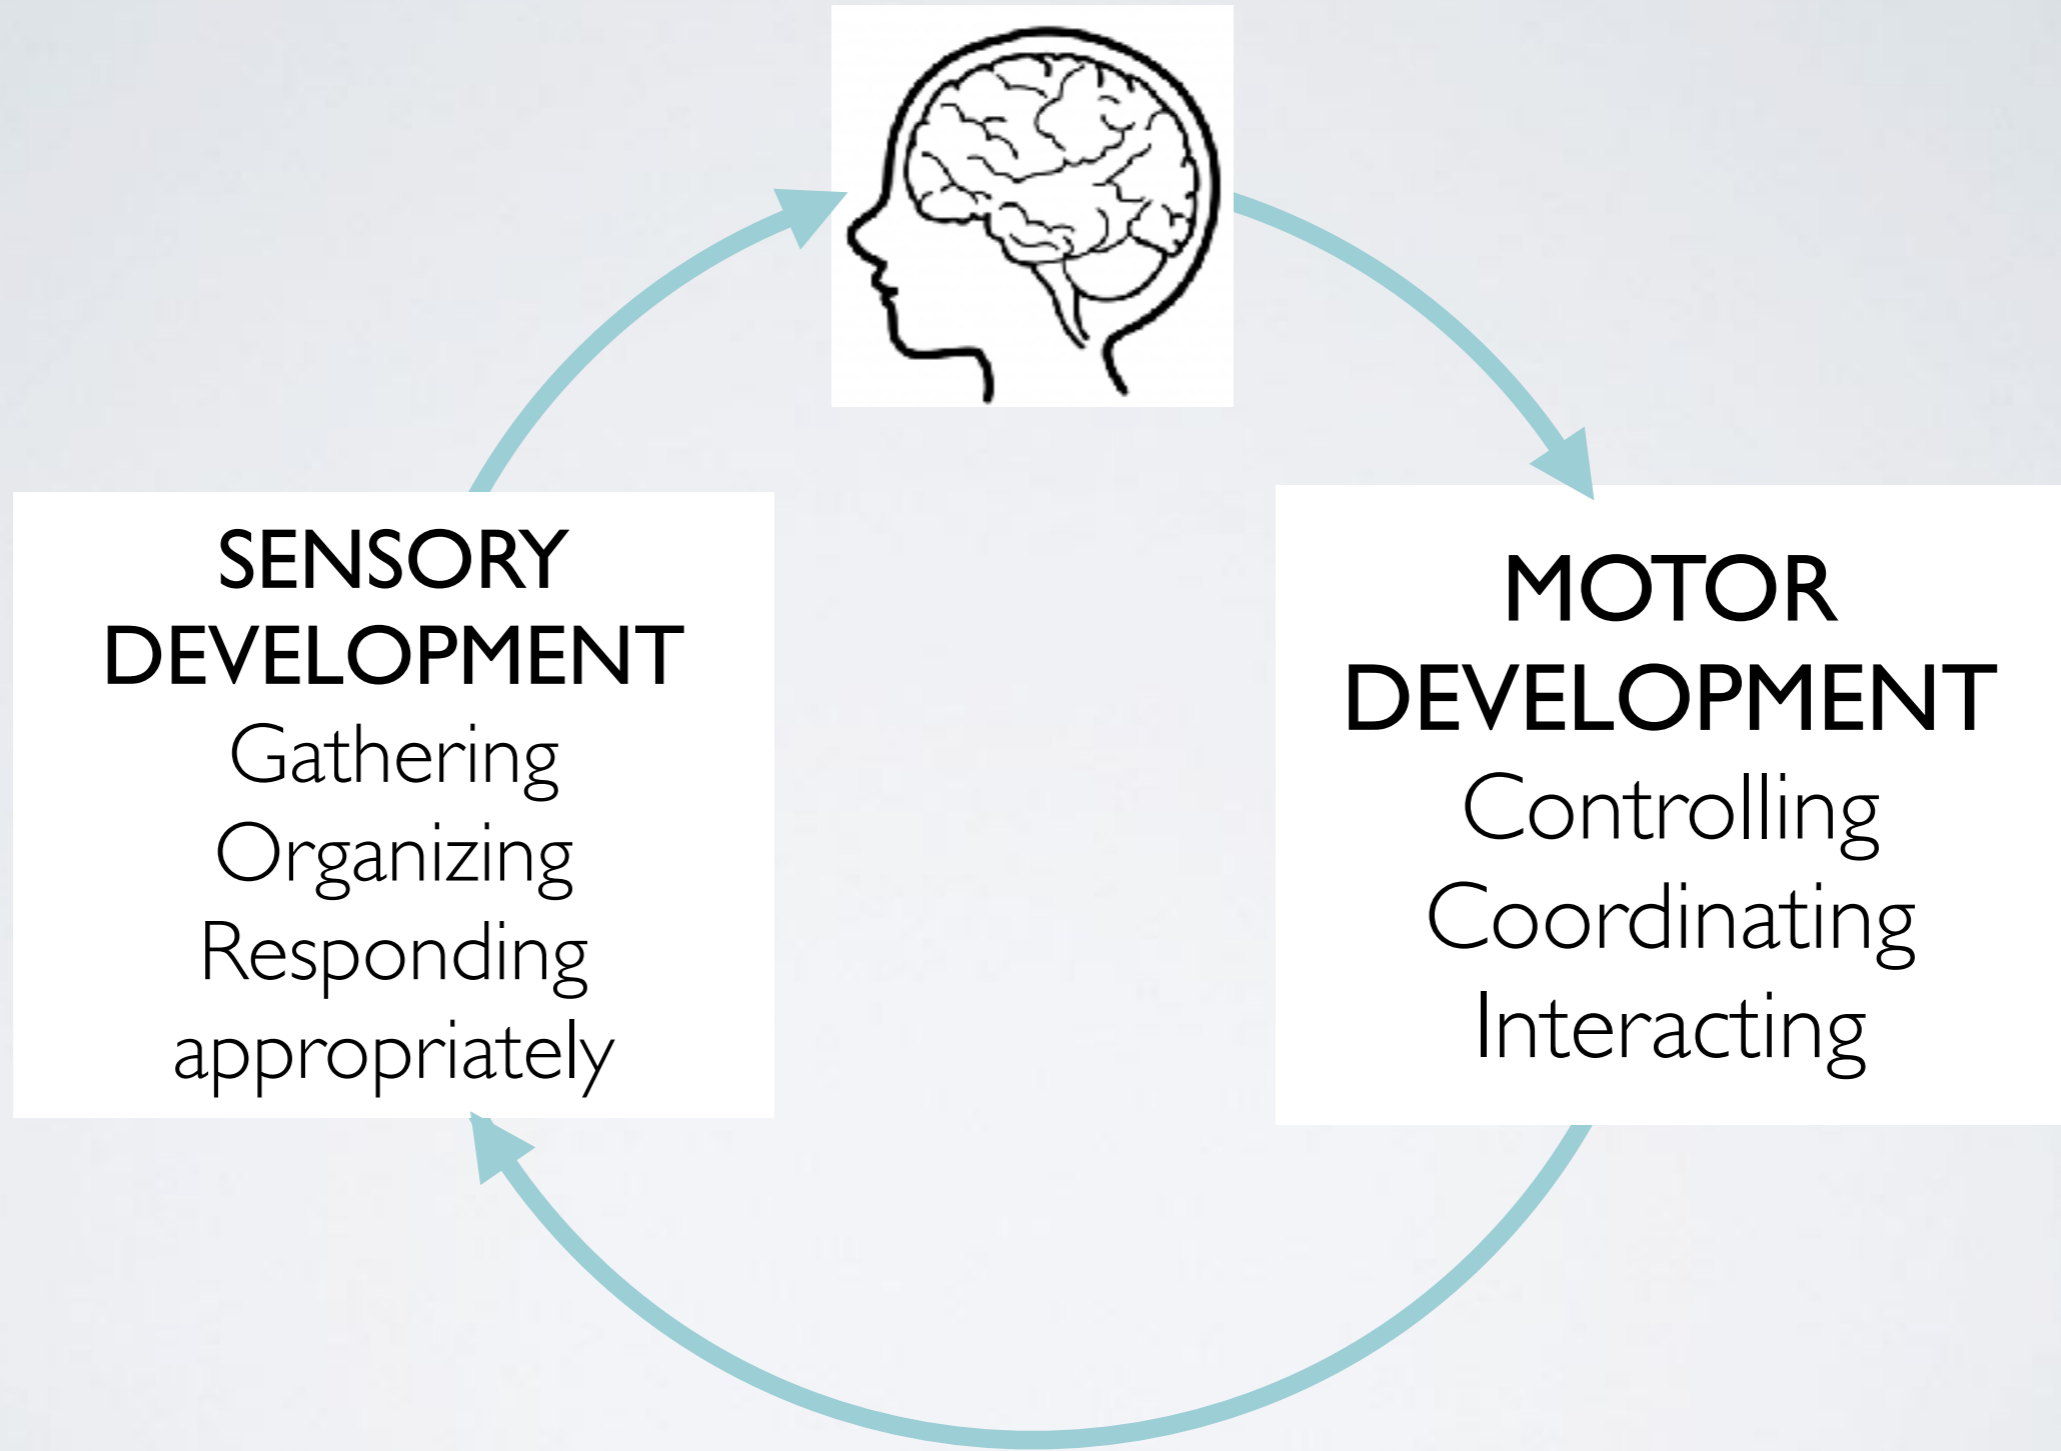 SENSORY
DEVELOPMENT
Gathering
Organizing
Responding
appropriately
MOTOR
DEVELOPMENT
Controlling
Coordinating
Interacting